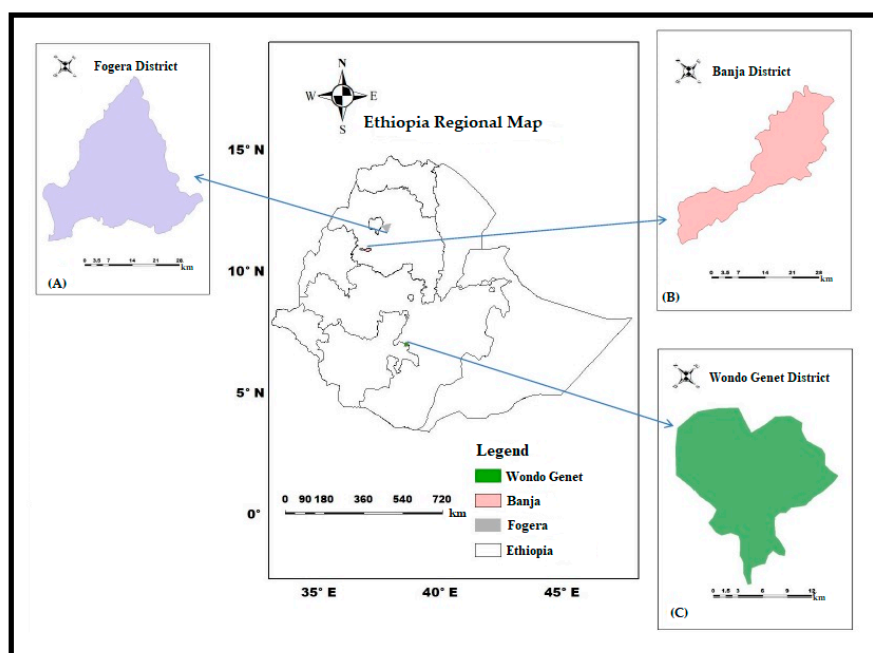 Fogera District
0 3.5 7 14 21 28
km
(A)
N
W E
S
Ethiopia Regional Map
15° N
10° N
5° N
0°
35° E 40° E 45° E
Legend
Wondo Genet
Banja
Fogera
Ethiopia
0 90 180 360 540 720
km
Banja District
0 3.5 7 14 21 28
km
(B)
Wondo Genet District
0 1.5 3 6 9 12
km
(C)